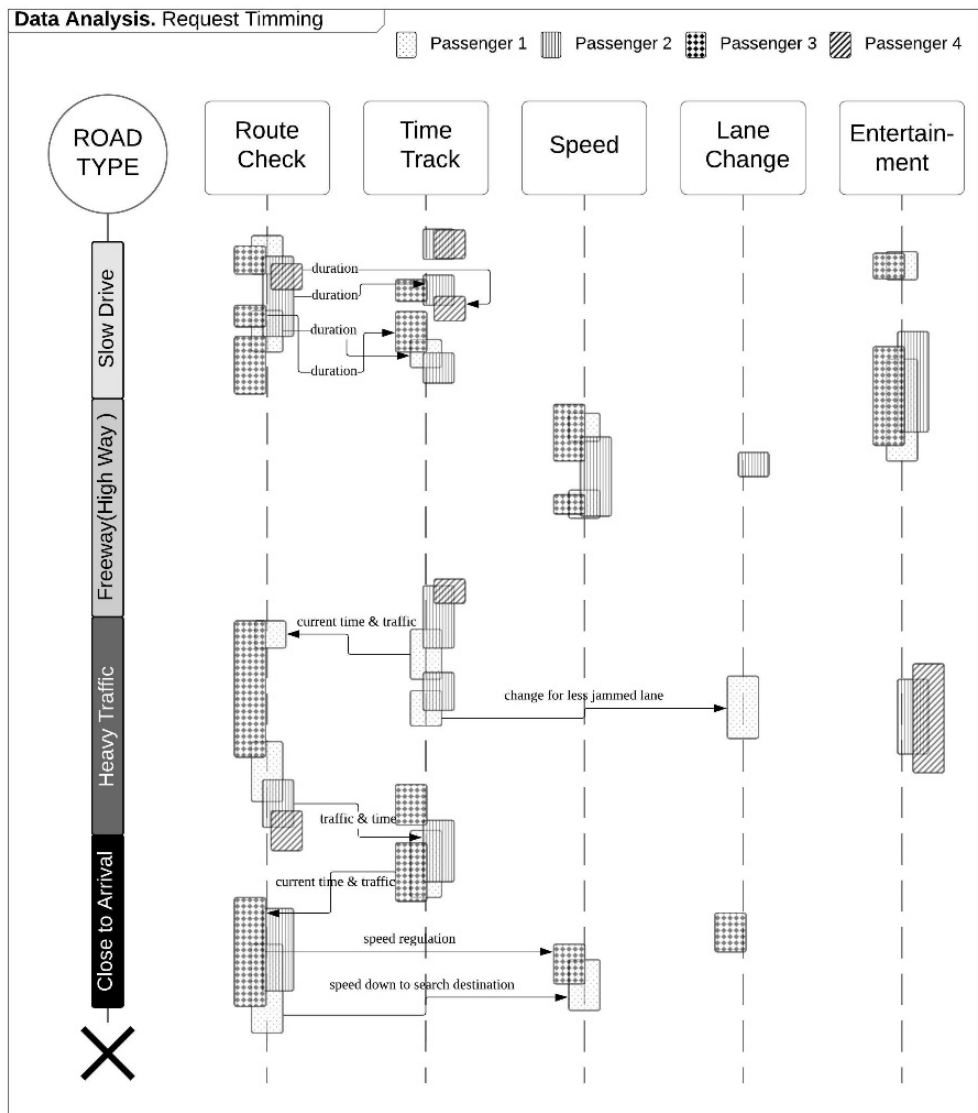 Data Analysis. Request Timming
Passenger 1
Passenger 2
Passenger 3
Passenger 4
ROAD
TYPE
Route
Check
Time
Track
Speed
Lane
Change
Entertain-
ment
Slow Drive
duration
duration
duration
duration
Freeway(High Way )
Heavy Traffic
current time & traffic
change for less jammed lane
traffic & time
Close to Arrival
current time & traffic
speed regulation
speed down to search destination